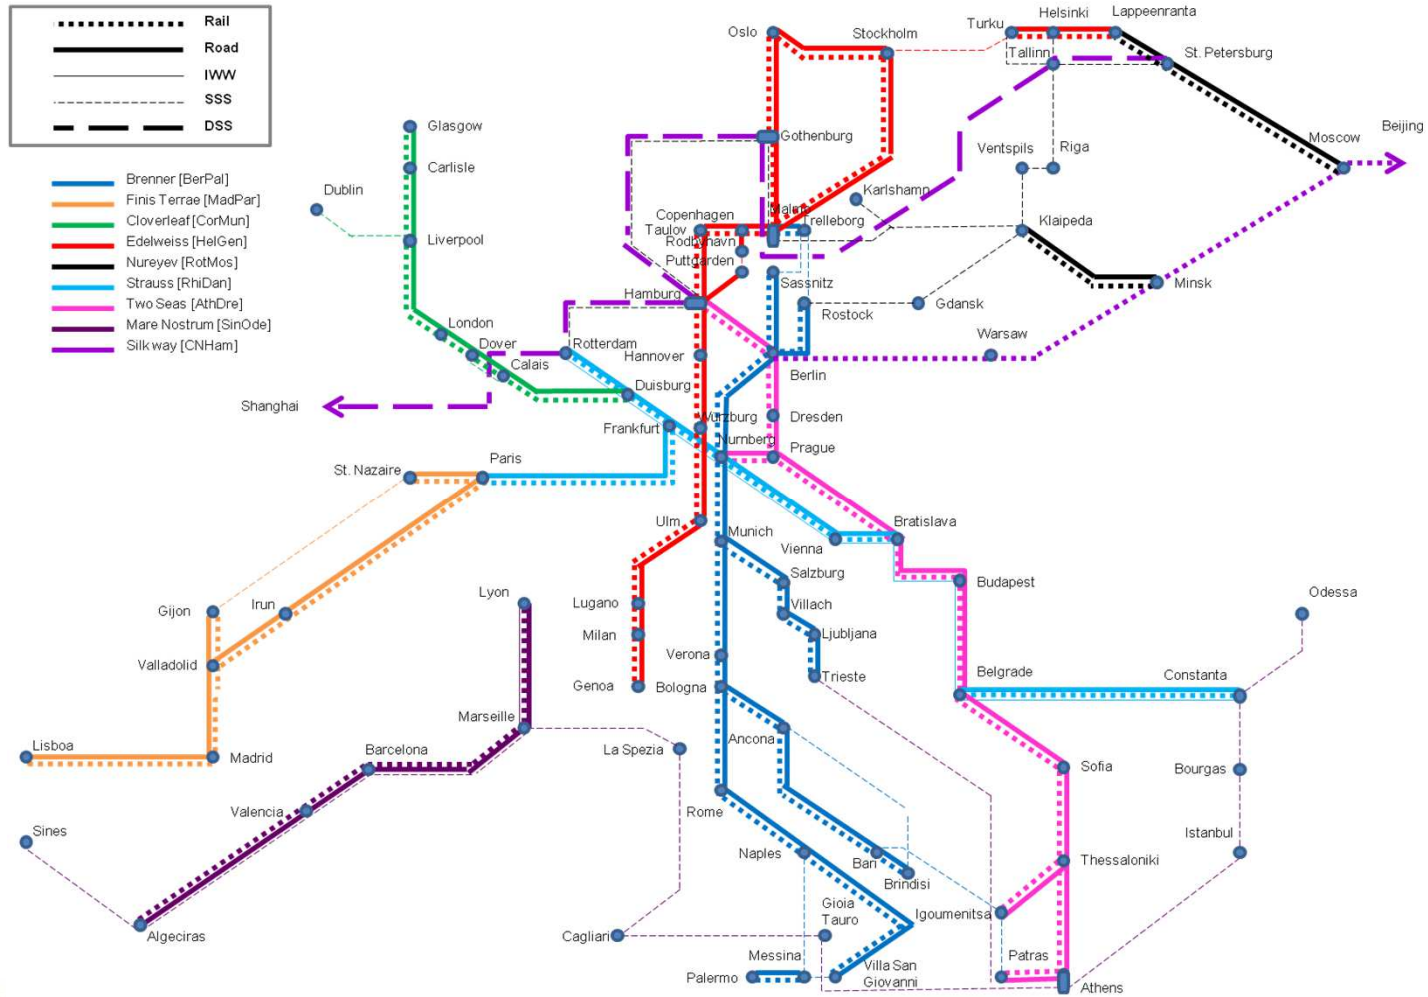 Rail
Road
IWW
SSS
DSS
Brenner [BerPal]
Finis Terrae [MadPar]
Cloverleaf [CorMun]
Edelweiss [HelGen]
Nureyev [RotMos]
Strauss [RhiDan]
Two Seas [AthDre]
Mare Nostrum [SinOde]
Silk way [CNHam]
Oslo
Stockholm
Turku
Helsinki
Lappeenranta
Tallinn
St. Petersburg
Glasgow
Gothenburg
Moscow
Beijing
Carlisle
Ventspils
Riga
Dublin
Karlshamn
Liverpool
Copenhagen
Malmo
Trelleborg
Taulov
Klaipeda
Rodbyhavn
Puttgarden
Sassnitz
Minsk
Hamburg
Rostock
Gdansk
London
Dover
Rotterdam
Hannover
Warsaw
Calais
Berlin
Duisburg
Shanghai
Frankfurt
Wurzburg
Dresden
Nurnberg
Prague
St. Nazaire
Paris
Ulm
Munich
Vienna
Bratislava
Salzburg
Budapest
Gijon
Irun
Lyon
Lugano
Villach
Odessa
Milan
Ljubljana
Valladolid
Verona
Genoa
Bologna
Trieste
Belgrade
Constanta
Marseille
Lisboa
Madrid
Barcelona
La Spezia
Ancona
Sofia
Bourgas
Valencia
Rome
Sines
Istanbul
Naples
Bari
Brindisi
Thessaloniki
Algeciras
Cagliari
Gioia
Tauro
Igoumenitsa
Messina
Palermo
Villa San
Giovanni
Patras
Athens